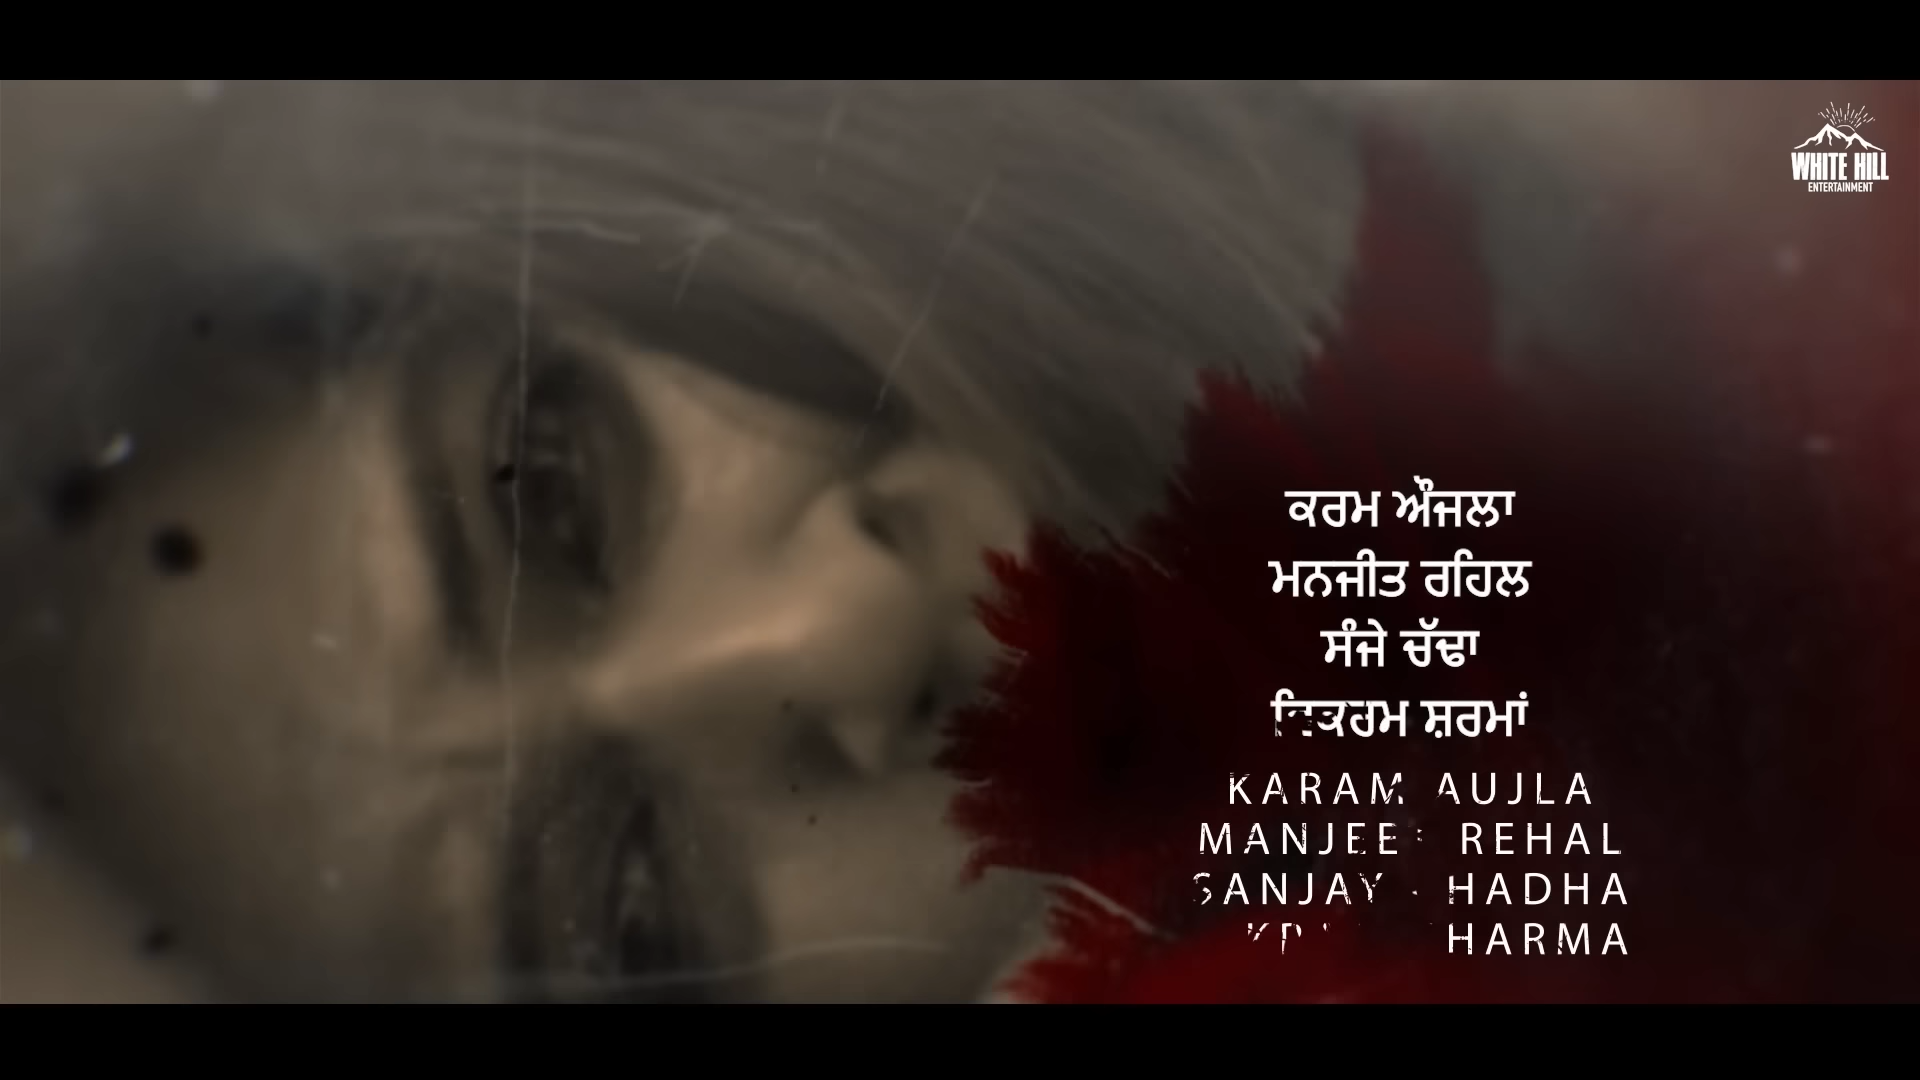 WHITE HILL
ENTERTAINMENT
ਕਰਮ ਔਜਲਾ
ਮਨਜੀਤ ਰਹਿਲ
ਸੰਜੇ ਚੱਢਾ
ਸ਼ਰਮਾਂ
KARAM AUJLA
REHAL
SANJAY